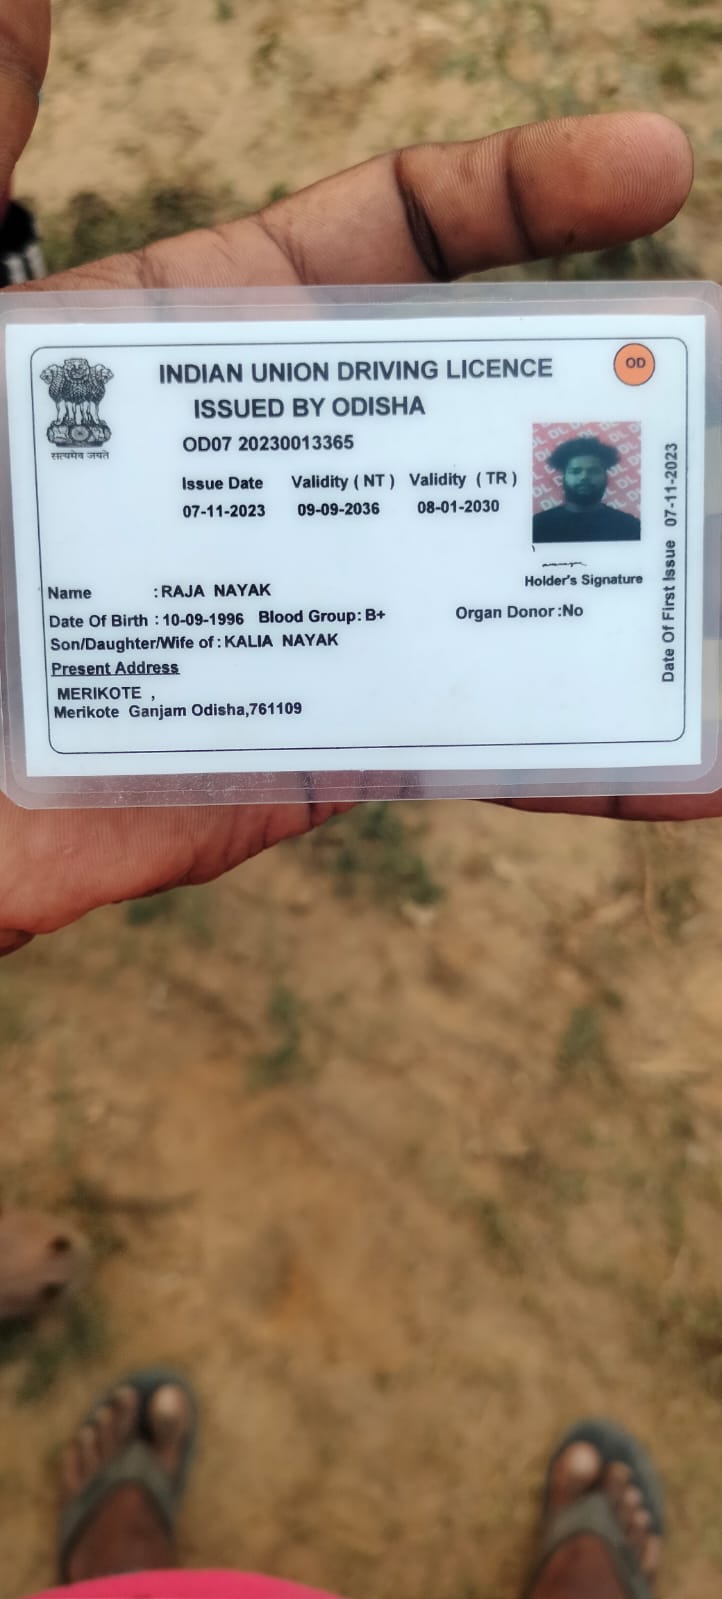 INDIAN UNION DRIVING LICENCE
ISSUED BY ODISHA
OD
सत्यमेव जयते
OD07 20230013365
Issue Date Validity ( NT ) Validity ( TR )
07-11-2023 09-09-2036 08-01-2030
Holder's Signature
Date Of First Issue 07-11-2023
Name :RAJA NAYAK
Date Of Birth : 10-09-1996 Blood Group: B+ Organ Donor :No
Son/Daughter/Wife of : KALIA NAYAK
Present Address
MERIKOTE ,
Merikote Ganjam Odisha,761109